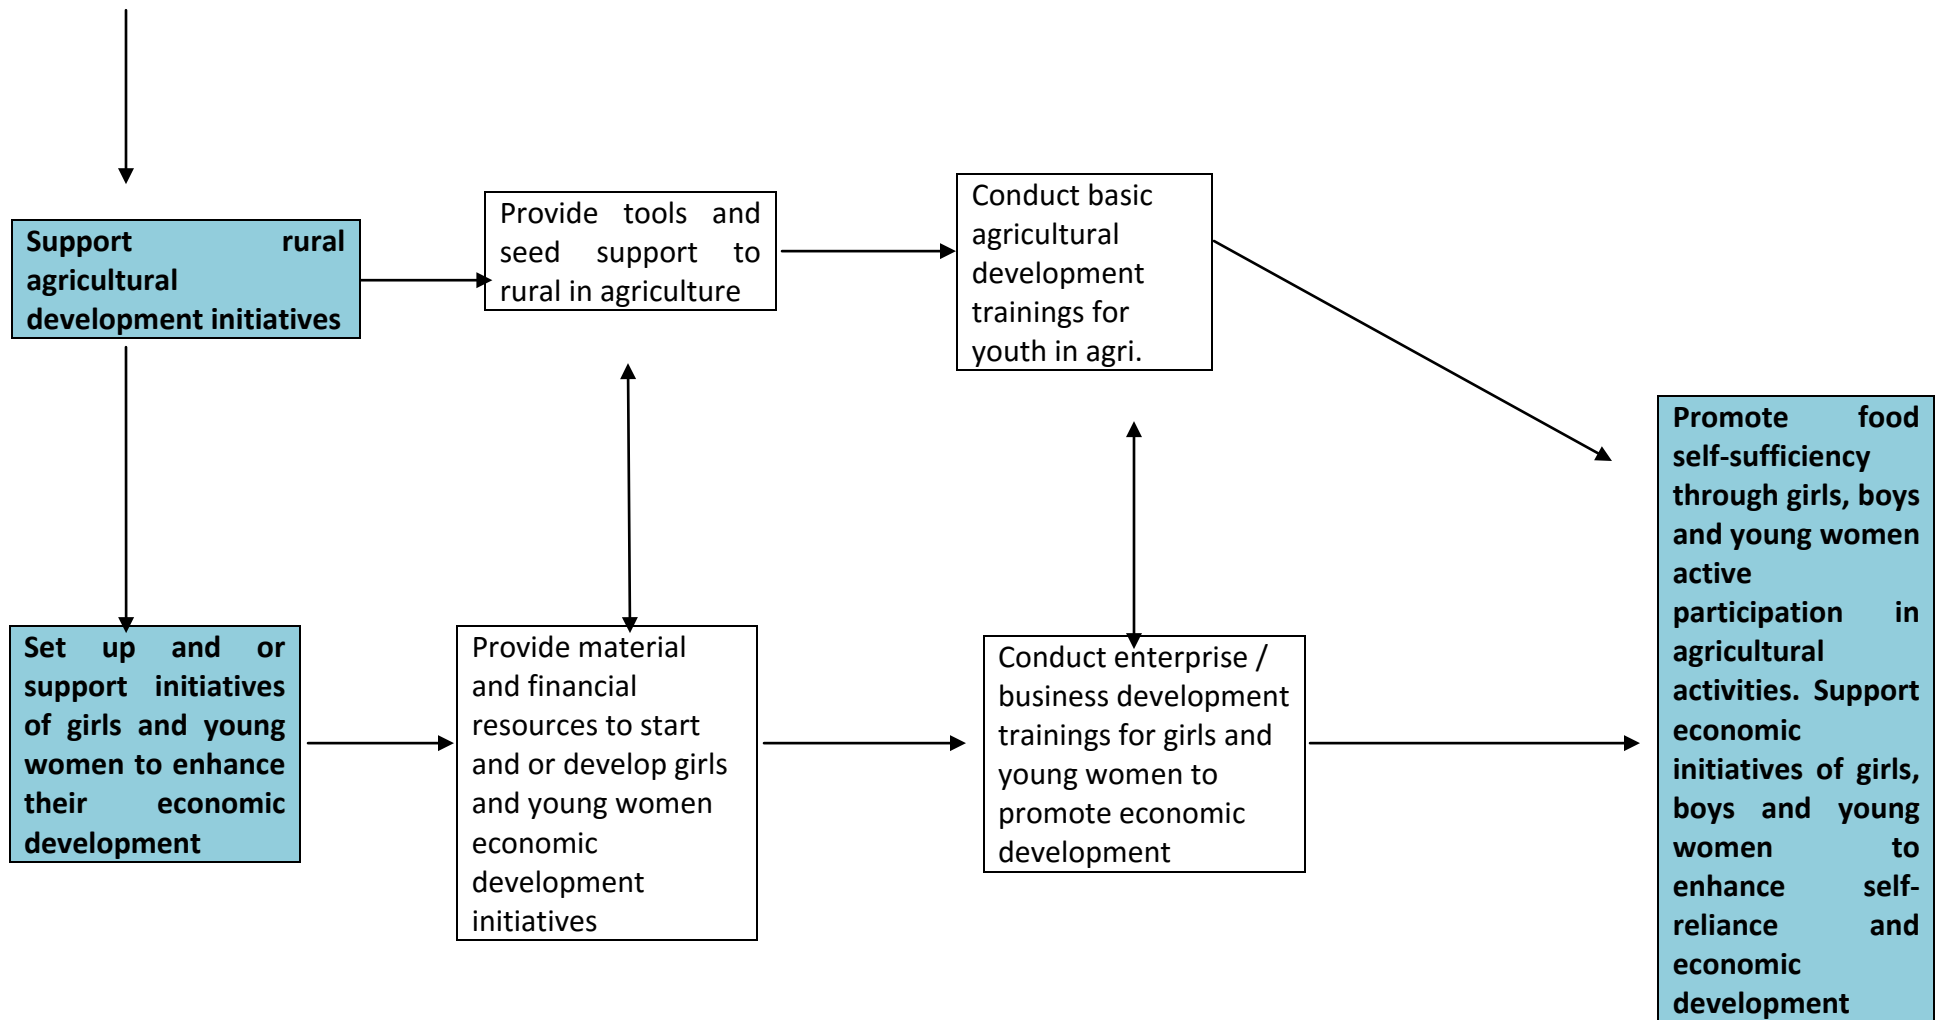 Support rural
agricultural
development initiatives
Provide tools and
seed support to
rural in agriculture
Conduct basic
agricultural
development
trainings for
youth in agri.
Set up and or
support initiatives
of girls and young
women to enhance
their economic
development
Provide material
and financial
resources to start
and or develop girls
and young women
economic
development
initiatives
Conduct enterprise /
business development
trainings for girls and
young women to
promote economic
development
Promote food
self-sufficiency
through girls, boys
and young women
active
participation in
agricultural
activities. Support
economic
initiatives of girls,
boys and young
women to
enhance self-
reliance and
economic
development